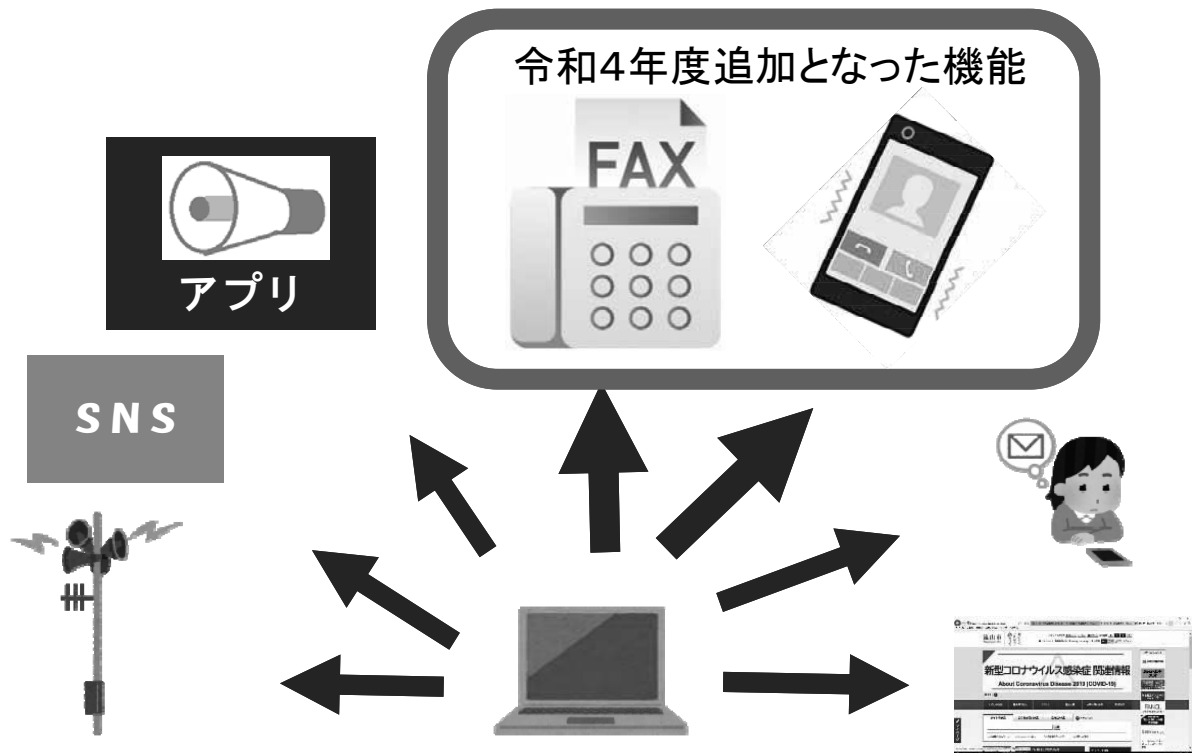 令和4年度追加となった機能
FAX
アプリ
SNS
新型コロナウイルス感染症 関連情報
About Coronavirus Disease 2019 (COVID-19)